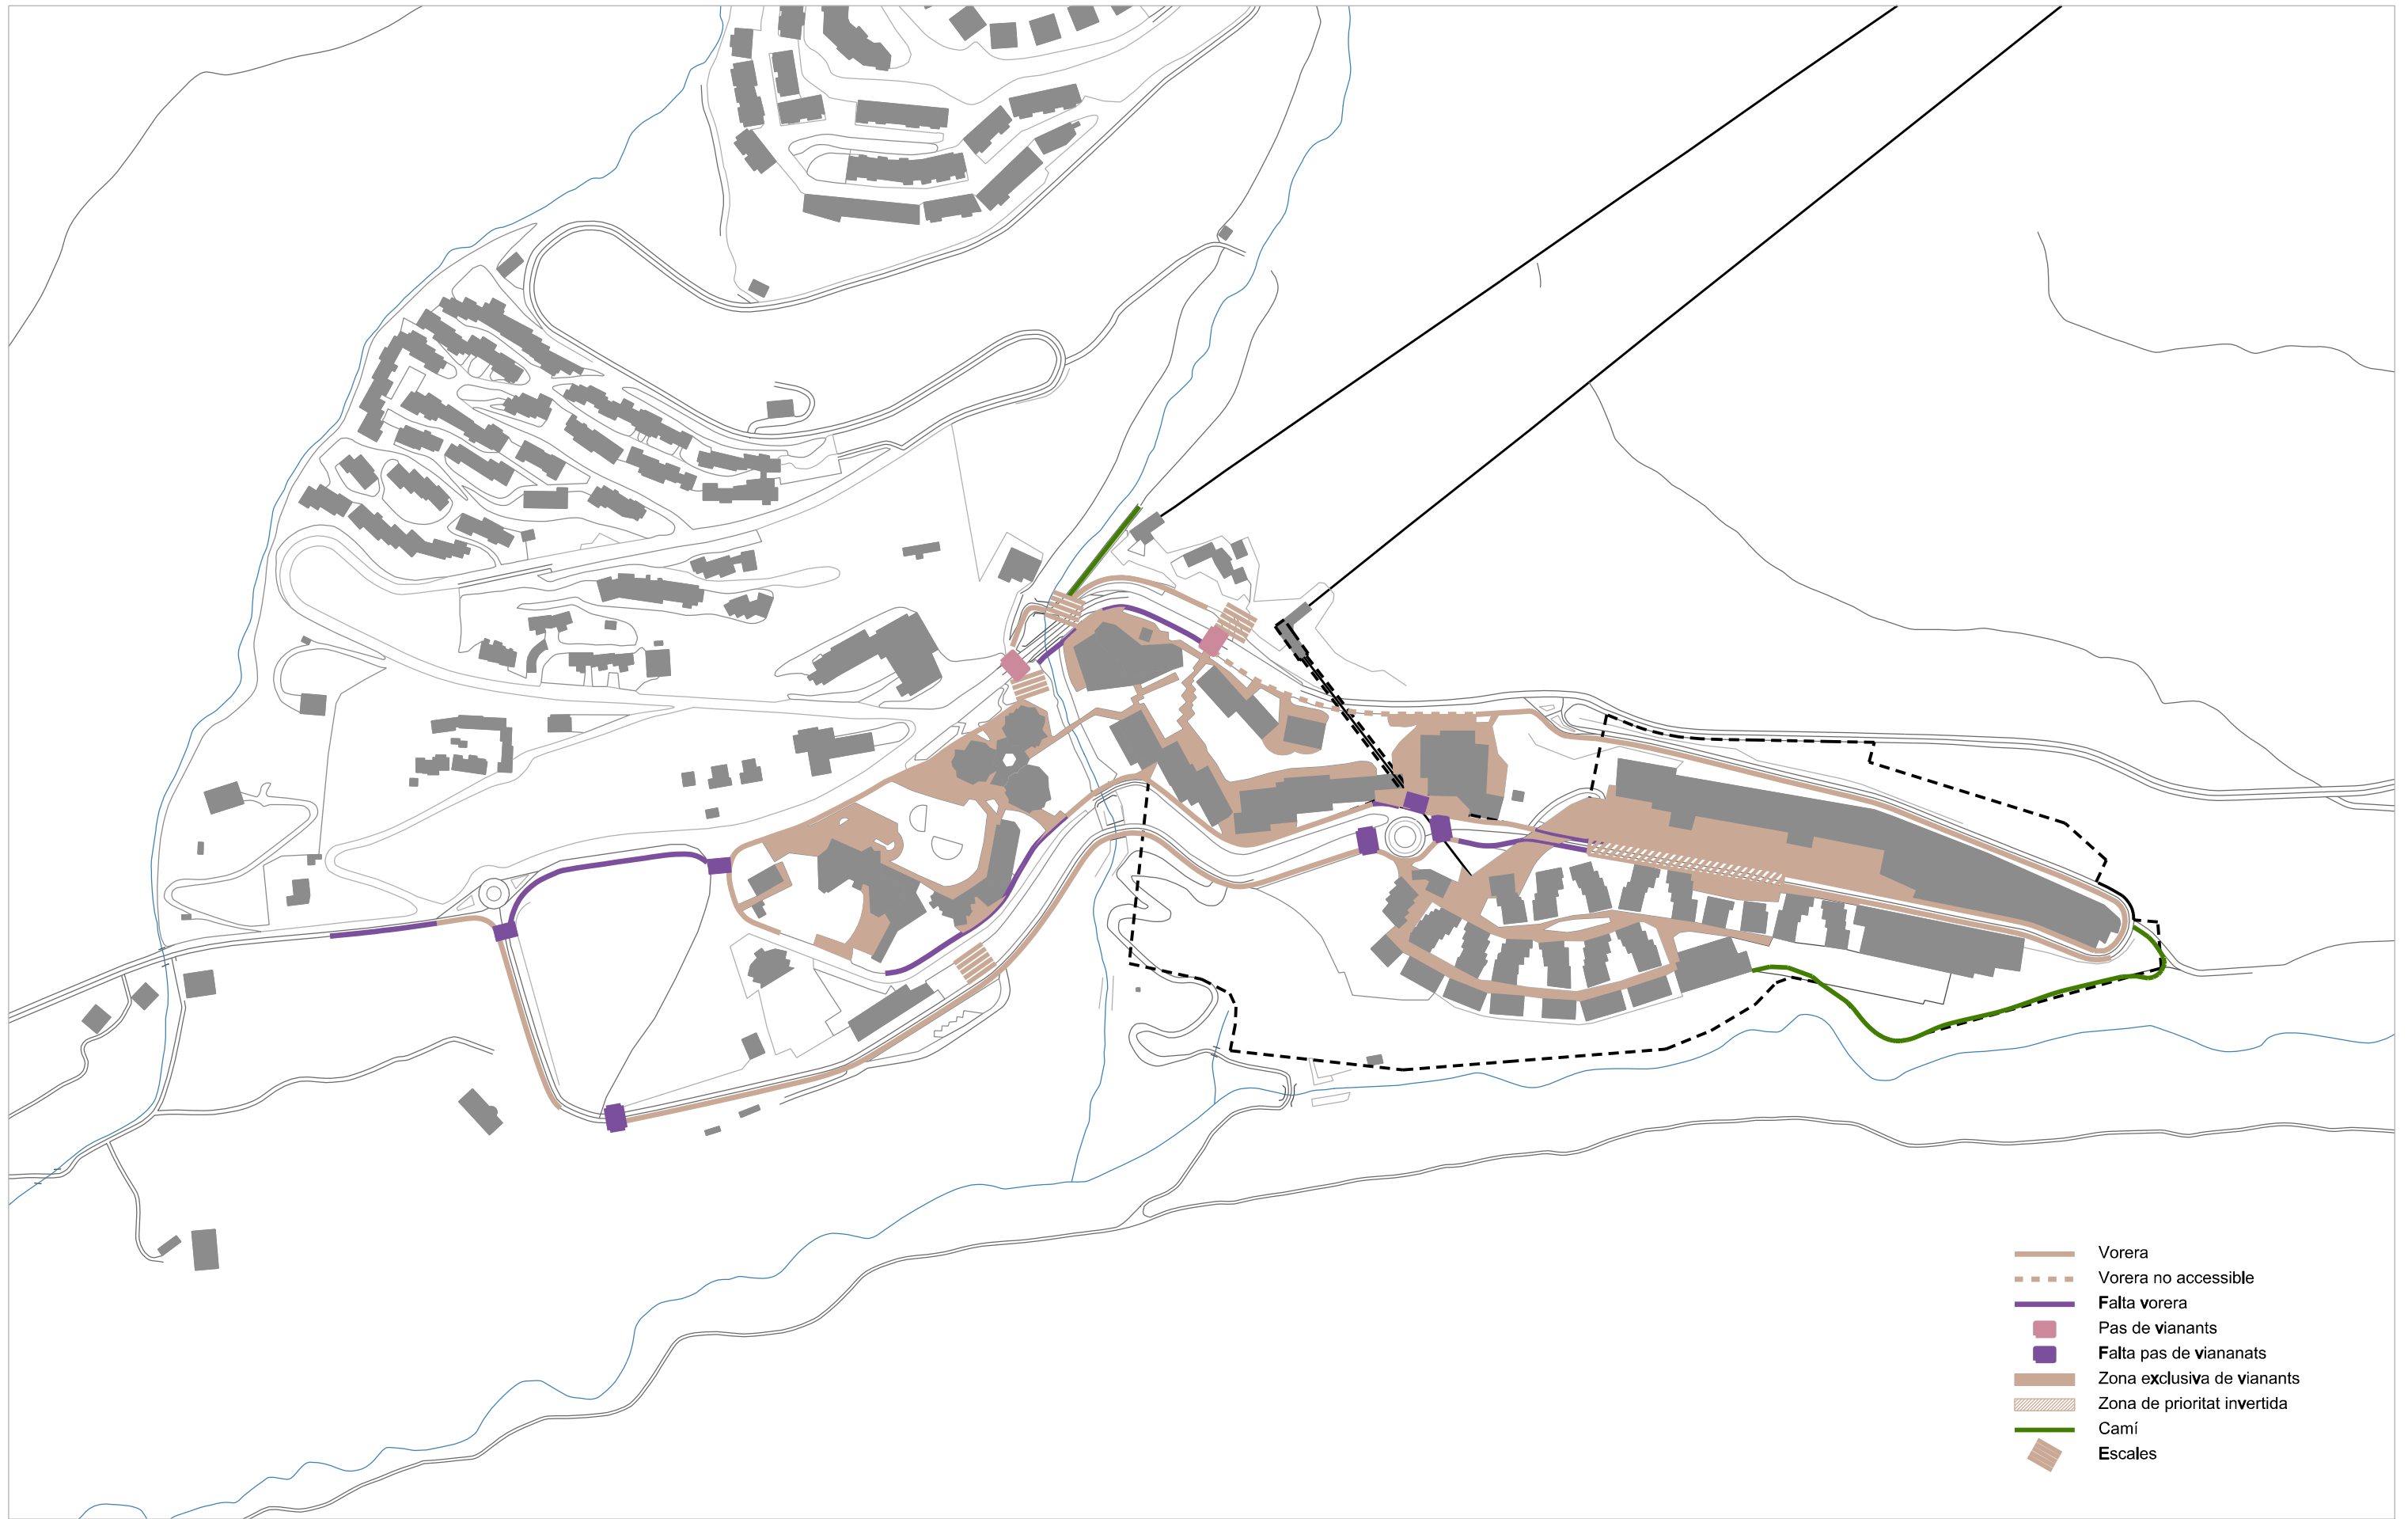 Vorera
Vorera no accessible
Falta vorera
Pas de vianants
Falta pas de viananats
Zona exclusiva de vianants
Zona de prioritat invertida
Camí
Escales